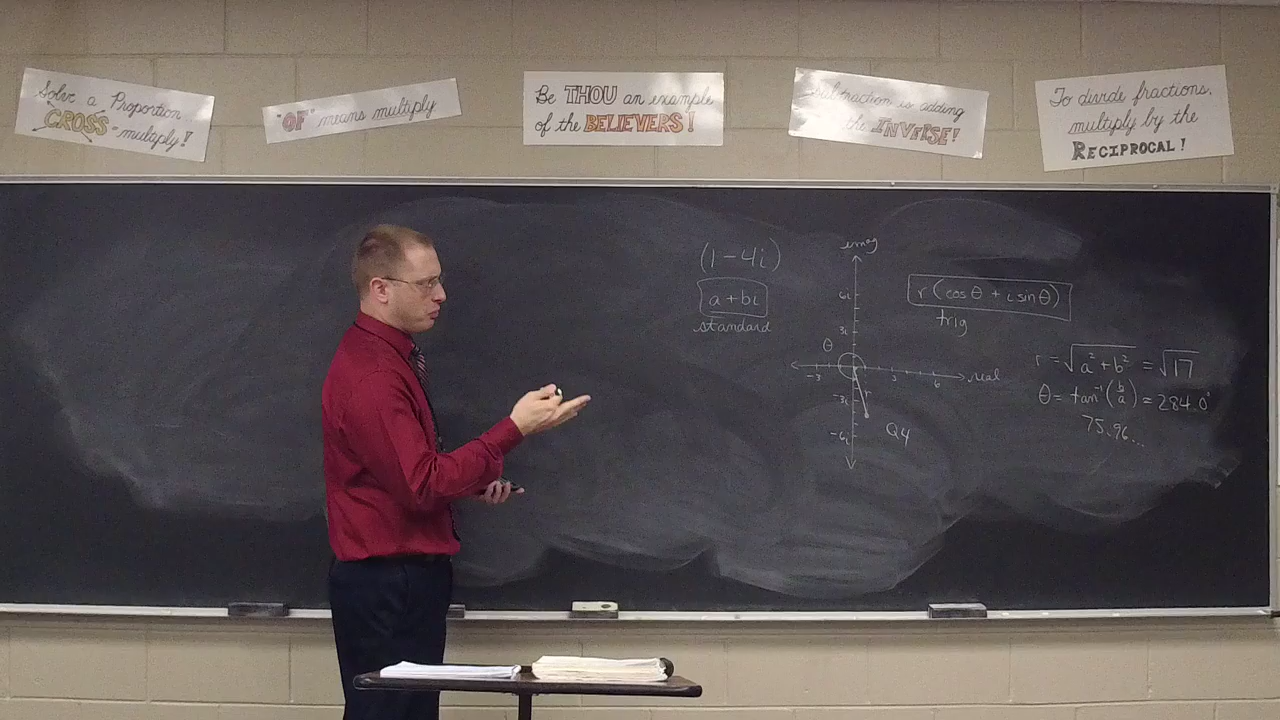 Solve a Proportion
"CROSS"-multiply!
"OF" means multiply
Be THOU an example
of the BELIEVERS!
Subtraction is adding
the INVERSE!
To divide fractions,
multiply by the
RECIPROCAL!
(1-4i)
a+bi
standard
imag
6i
3i
θ
-3
3
6
real
-3i
r
-6i
Q4
r(cosθ + i sinθ)
trig
r = √a² + b² = √17
θ = tan⁻¹(b/a) = 284.0°
75.96...